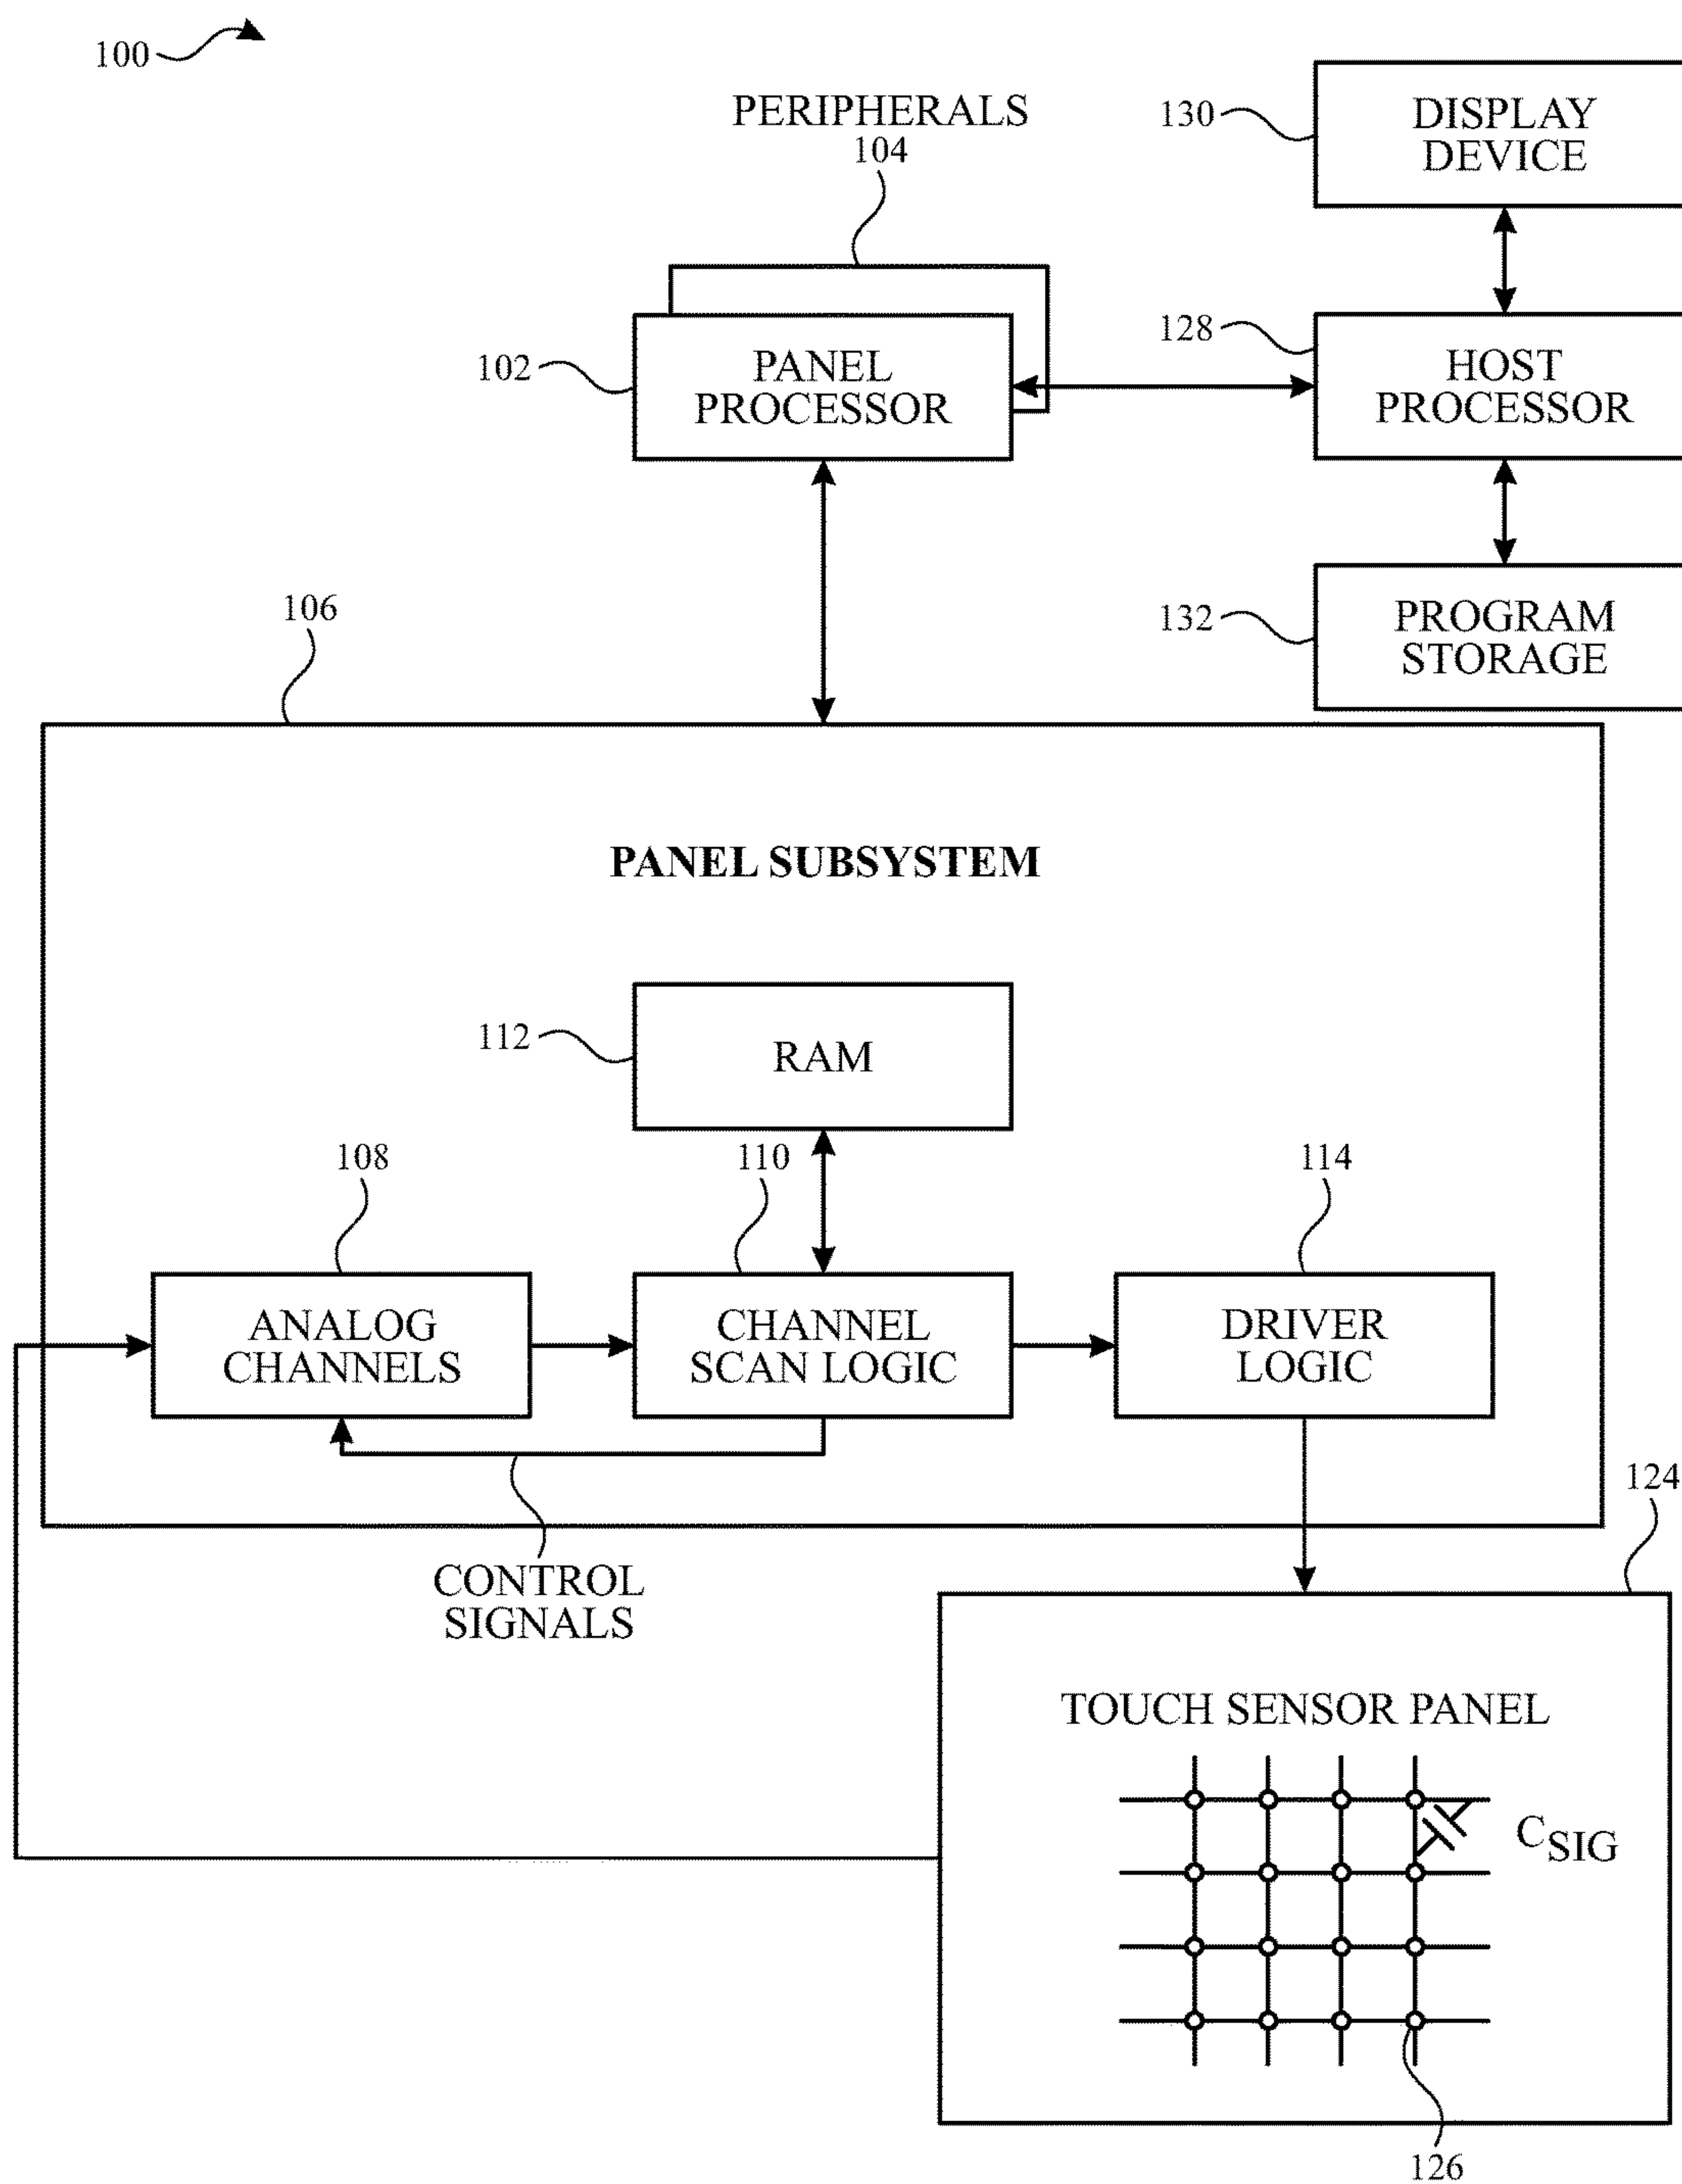 100
PERIPHERALS
104
130
DISPLAY
DEVICE
102
PANEL
PROCESSOR
128
HOST
PROCESSOR
132
PROGRAM
STORAGE
106
PANEL SUBSYSTEM
112
RAM
108
110
114
ANALOG
CHANNELS
CHANNEL
SCAN LOGIC
DRIVER
LOGIC
CONTROL
SIGNALS
124
TOUCH SENSOR PANEL
CSIG
126